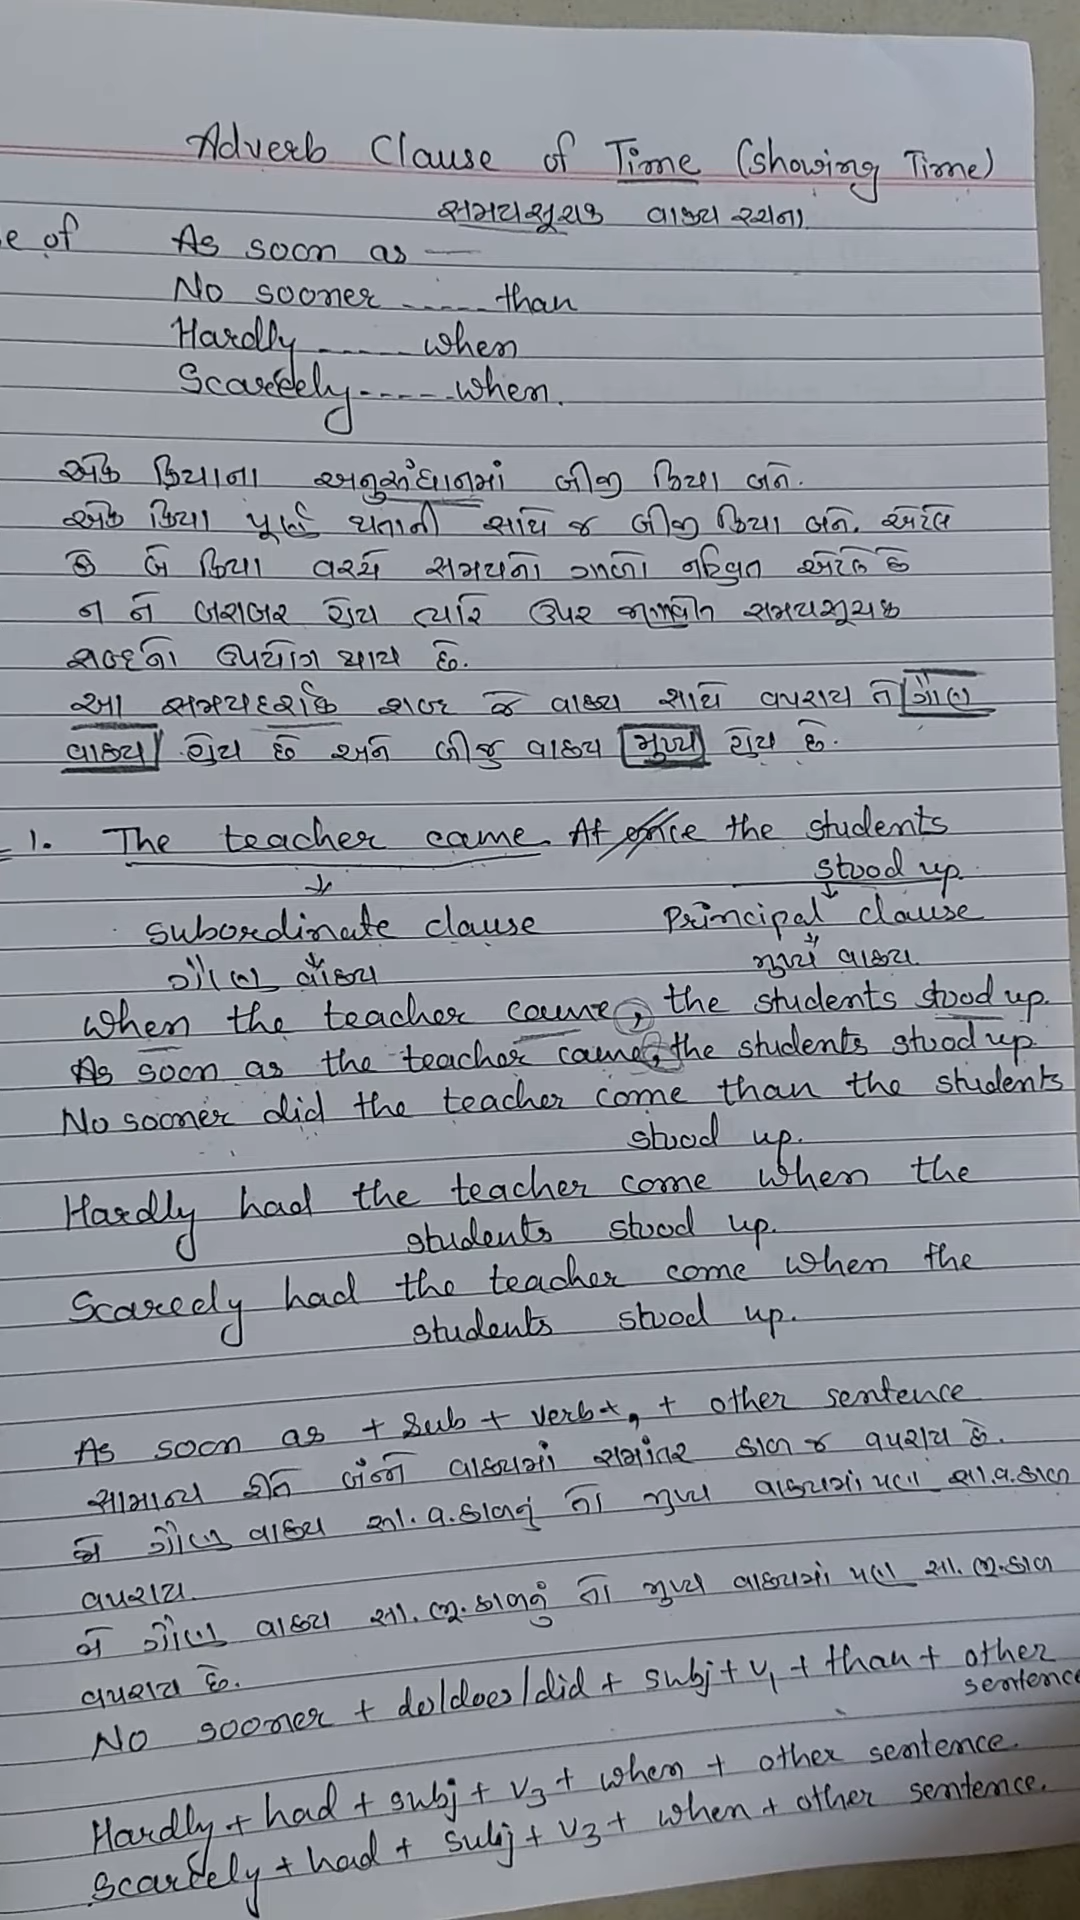 Adverb Clause of Time (Showing Time)
સમયસૂચક વાક્ય રચના
e of As soon as —
No sooner ..... than
Hardly ----- when
Scarcely ----- when.
એક ક્રિયાના અનુસંધાનમાં બીજી ક્રિયા બને.
એક ક્રિયા પૂર્ણ થતાની સાથે જ બીજી ક્રિયા બને. એટલે
કે બે ક્રિયા વચ્ચે સમયનો ગાળો નહિવત એટલે કે
ન ને બરાબર હોય ત્યારે ઉપર જણાવેલ સમયસૂચક
શબ્દનો ઉપયોગ થાય છે.
આ સમયદર્શક શબ્દ જે વાક્ય સાથે વપરાય તે ગૌણ
વાક્ય હોય છે અને બીજુ વાક્ય મુખ્ય હોય છે.
1. The teacher came. At once the students
stood up.
subordinate clause Principal clause
ગૌણ વાક્ય મુખ્ય વાક્ય
when the teacher came, the students stood up.
As soon as the teacher came, the students stood up
No sooner did the teacher come than the students
stood up.
Hardly had the teacher come when the
students stood up.
Scarecly had the teacher come when the
students stood up.
As soon as + Sub + verb+, + other sentence
સામાન્ય રીતે બંને વાક્યમાં સમાંતર કાળ જ વપરાય છે.
જો ગૌણ વાક્ય સા. વ. કાળનું તો મુખ્ય વાક્યમાં પણ સા. વ. કાળ
વપરાય.
જો ગૌણ વાક્ય સા. ભૂ. કાળનું તો મુખ્ય વાક્યમાં પણ સા. ભૂ. કાળ
વપરાય છે.
No sooner + do/does/did + subj + V1 + than + other
sentence
Hardly + had + subj + V3 + when + other sentence.
Scarcely + had + subj + V3 + when + other sentence.